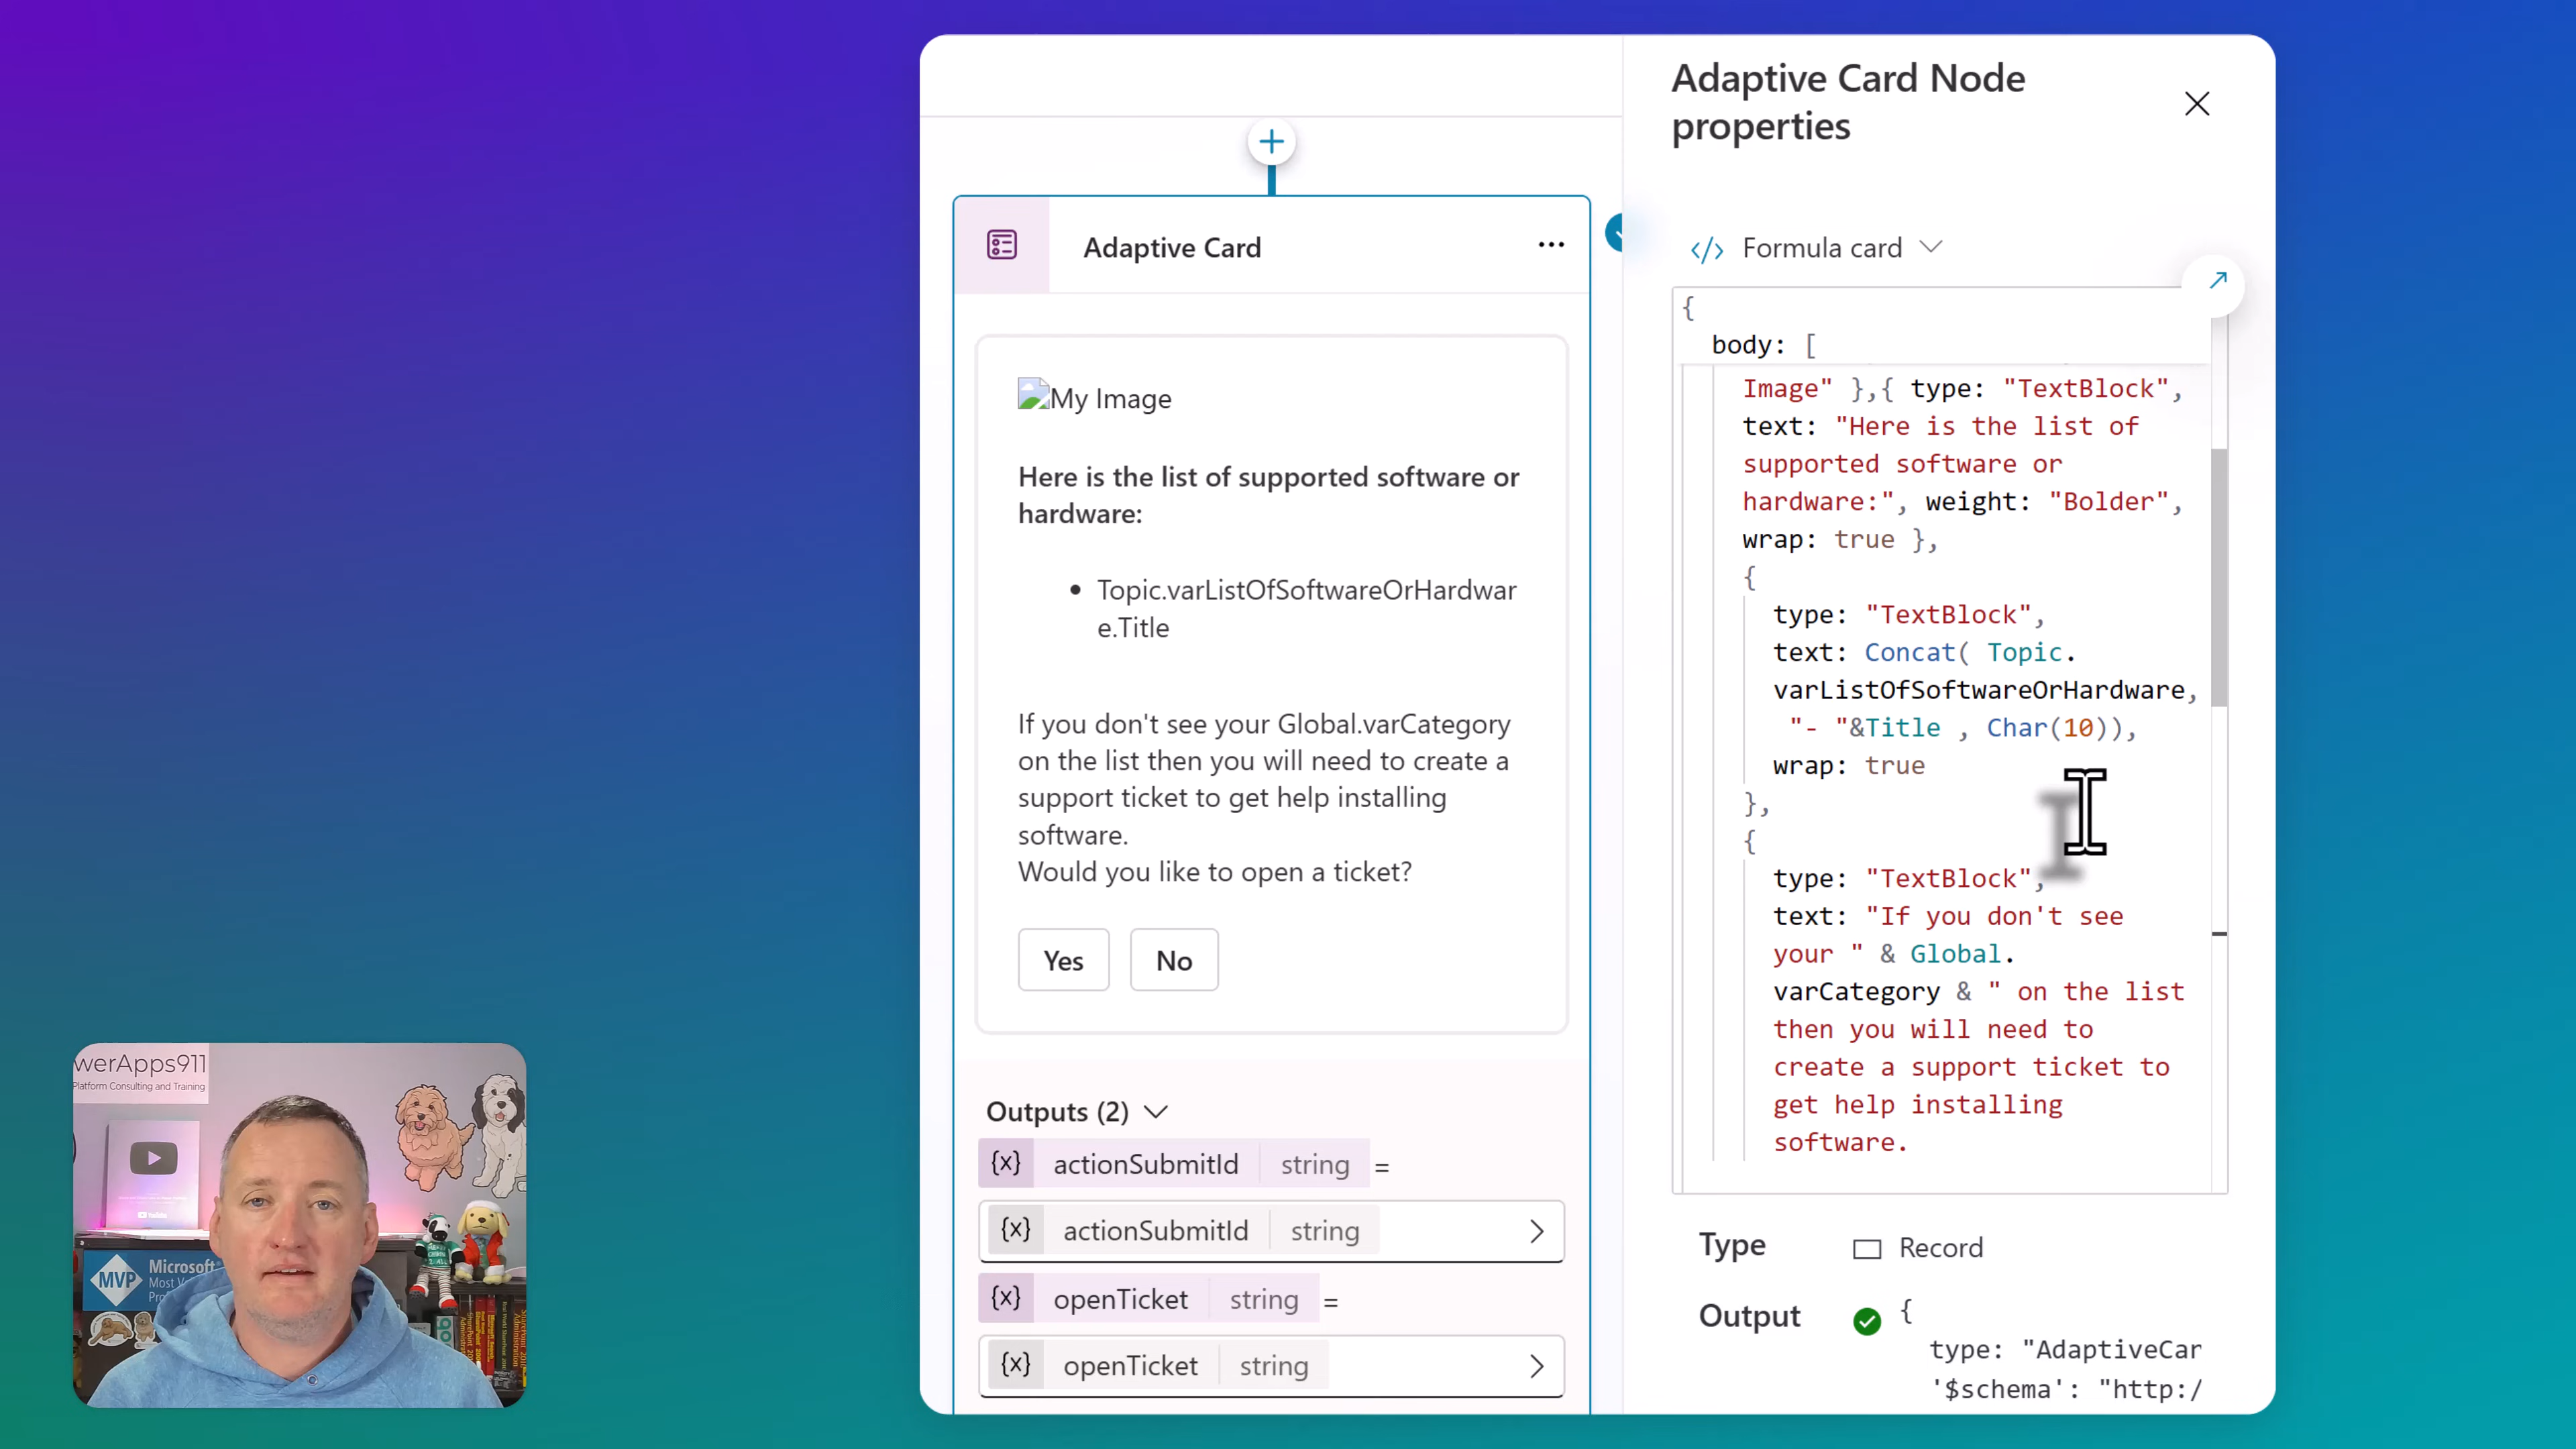 Adaptive Card Node
properties
Adaptive Card
</> Formula card
{
body: [
Image" },{ type: "TextBlock",
text: "Here is the list of
supported software or
hardware:", weight: "Bolder",
wrap: true },
{
type: "TextBlock",
text: Concat( Topic.
varListOfSoftwareOrHardware,
"- "&Title , Char(10)),
wrap: true
},
{
type: "TextBlock",
text: "If you don't see
your " & Global.
varCategory & " on the list
then you will need to
create a support ticket to
get help installing
software.
My Image
Here is the list of supported software or
hardware:
• Topic.varListOfSoftwareOrHardwar
e.Title
If you don't see your Global.varCategory
on the list then you will need to create a
support ticket to get help installing
software.
Would you like to open a ticket?
Yes No
Outputs (2)
{x} actionSubmitId string =
{x} actionSubmitId string
{x} openTicket string =
{x} openTicket string
Type Record
Output {
type: "AdaptiveCar
'$schema': "http:/
werApps911
Platform Consulting and Training
YouTube
MVP
Microsoft
Most V
Pro